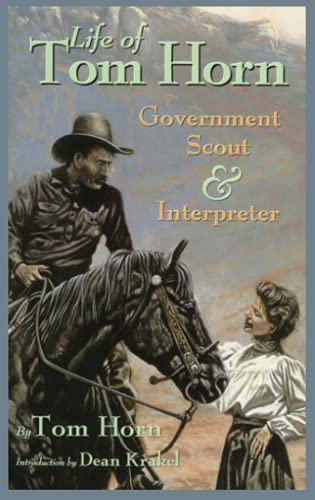 Life of
Tom Horn
Government
Scout
&
Interpreter
By Tom Horn
Introduction by Dean Krakel